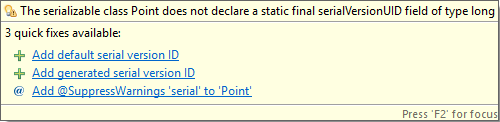 The serializable class Point does not declare a static final serialVersionUID field of type long
3 quick fixes available:
Add default serial version ID
Add generated serial version ID
@ Add @SuppressWarnings 'serial' to 'Point'
Press 'F2' for focus